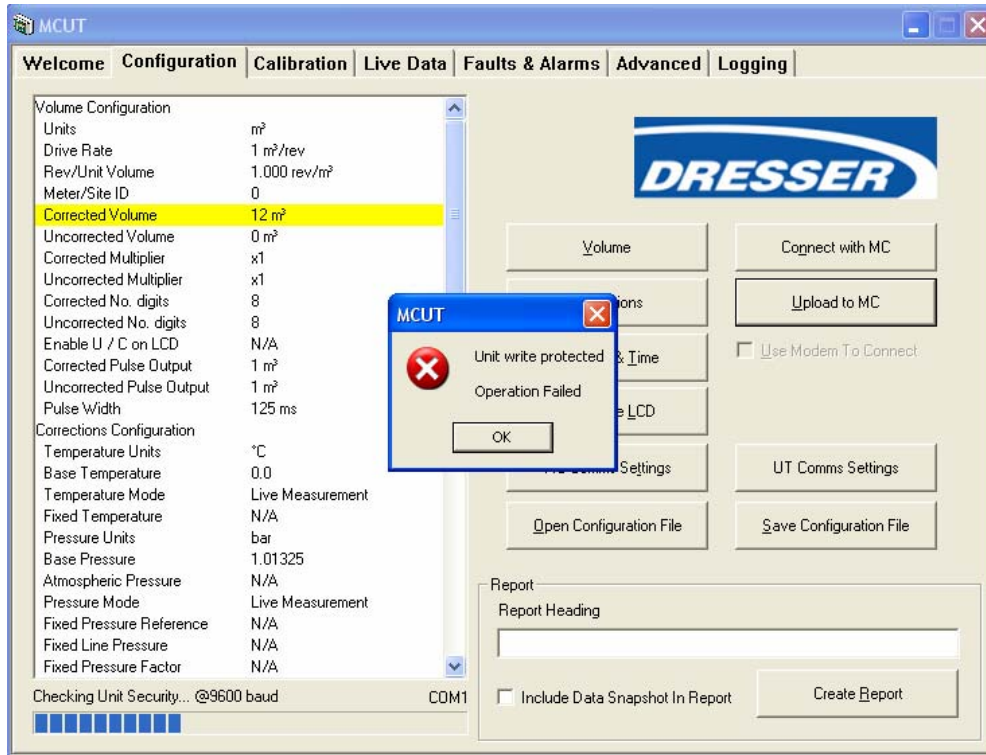 MCUT
Welcome Configuration Calibration Live Data Faults & Alarms Advanced Logging
Volume Configuration
Units m³
Drive Rate 1 m³/rev
Rev/Unit Volume 1.000 rev/m³
Meter/Site ID 0
Corrected Volume 12 m³
Uncorrected Volume 0 m³
Corrected Multiplier x1
Uncorrected Multiplier x1
Corrected No. digits 8
Uncorrected No. digits 8
Enable U / C on LCD N/A
Corrected Pulse Output 1 m³
Uncorrected Pulse Output 1 m³
Pulse Width 125 ms
Corrections Configuration
Temperature Units °C
Base Temperature 0.0
Temperature Mode Live Measurement
Fixed Temperature N/A
Pressure Units bar
Base Pressure 1.01325
Atmospheric Pressure N/A
Pressure Mode Live Measurement
Fixed Pressure Reference N/A
Fixed Line Pressure N/A
Fixed Pressure Factor N/A
Checking Unit Security... @9600 baud COM1
DRESSER
Volume
Connect with MC
Upload to MC
Use Modem To Connect
& Time
LCD
MCUT
Unit write protected
Operation Failed
OK
Settings
UT Comms Settings
Open Configuration File
Save Configuration File
Report
Report Heading
Include Data Snapshot In Report
Create Report